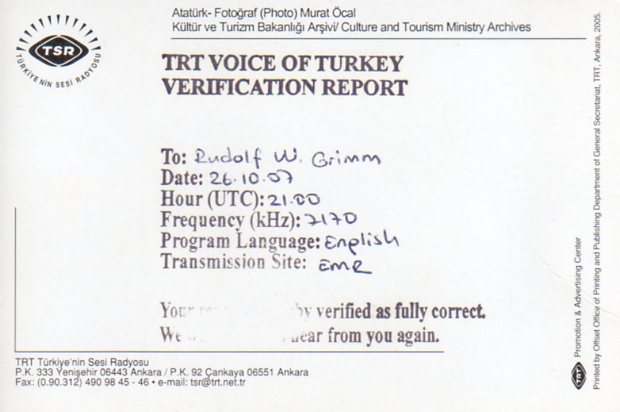 Atatürk- Fotoğraf (Photo) Murat Öcal
Kültür ve Turizm Bakanlığı Arşivi/ Culture and Tourism Ministry Archives
TSR
TÜRKİYE'NİN SESİ RADYOSU
TRT VOICE OF TURKEY
VERIFICATION REPORT
To: Rudolf W. Grimm
Date: 26.10.07
Hour (UTC): 21.00
Frequency (kHz): 7170
Program Language: English
Transmission Site: EMR
verified as fully correct.
We from you again.
TRT Türkiye'nin Sesi Radyosu
P.K. 333 Yenişehir 06443 Ankara / P.K. 92 Çankaya 06551 Ankara
Fax: (0.90.312) 490 98 45 - 46 • e-mail: tsr@trt.net.tr
TRT Promotion & Advertising Center
Printed by Offset Office of Printing and Publishing Department of General Secretariat, TRT, Ankara, 2005.